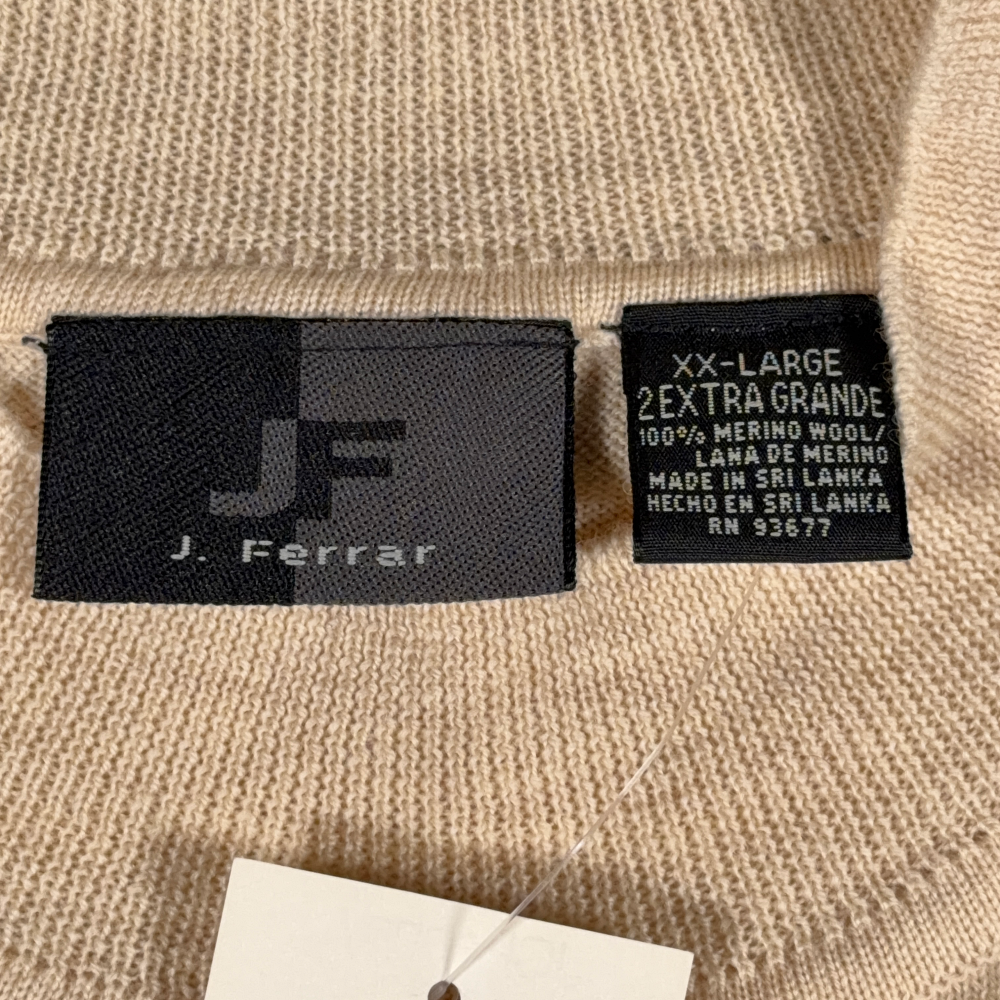 JF
J. Ferrar
XX-LARGE
2EXTRA GRANDE
100% MERINO WOOL/
LANA DE MERINO
MADE IN SRI LANKA
HECHO EN SRI LANKA
RN 93677